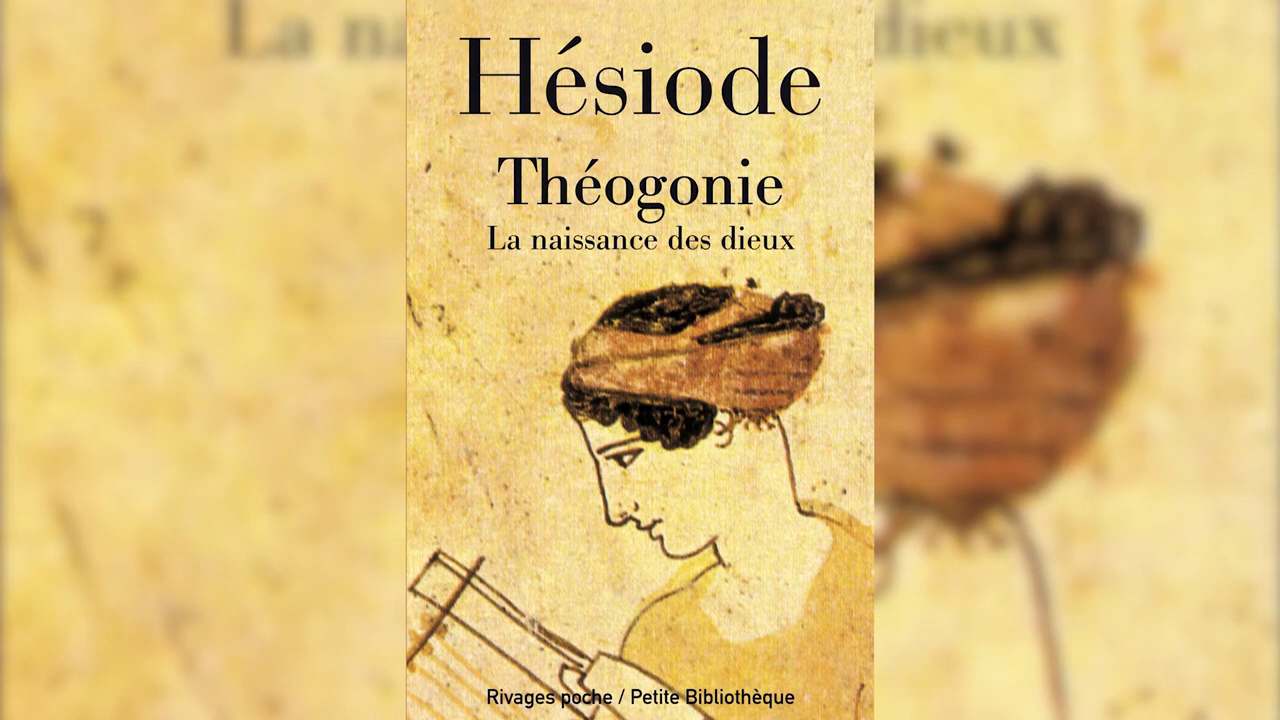 Hésiode
Théogonie
La naissance des dieux
Rivages poche / Petite Bibliothèque